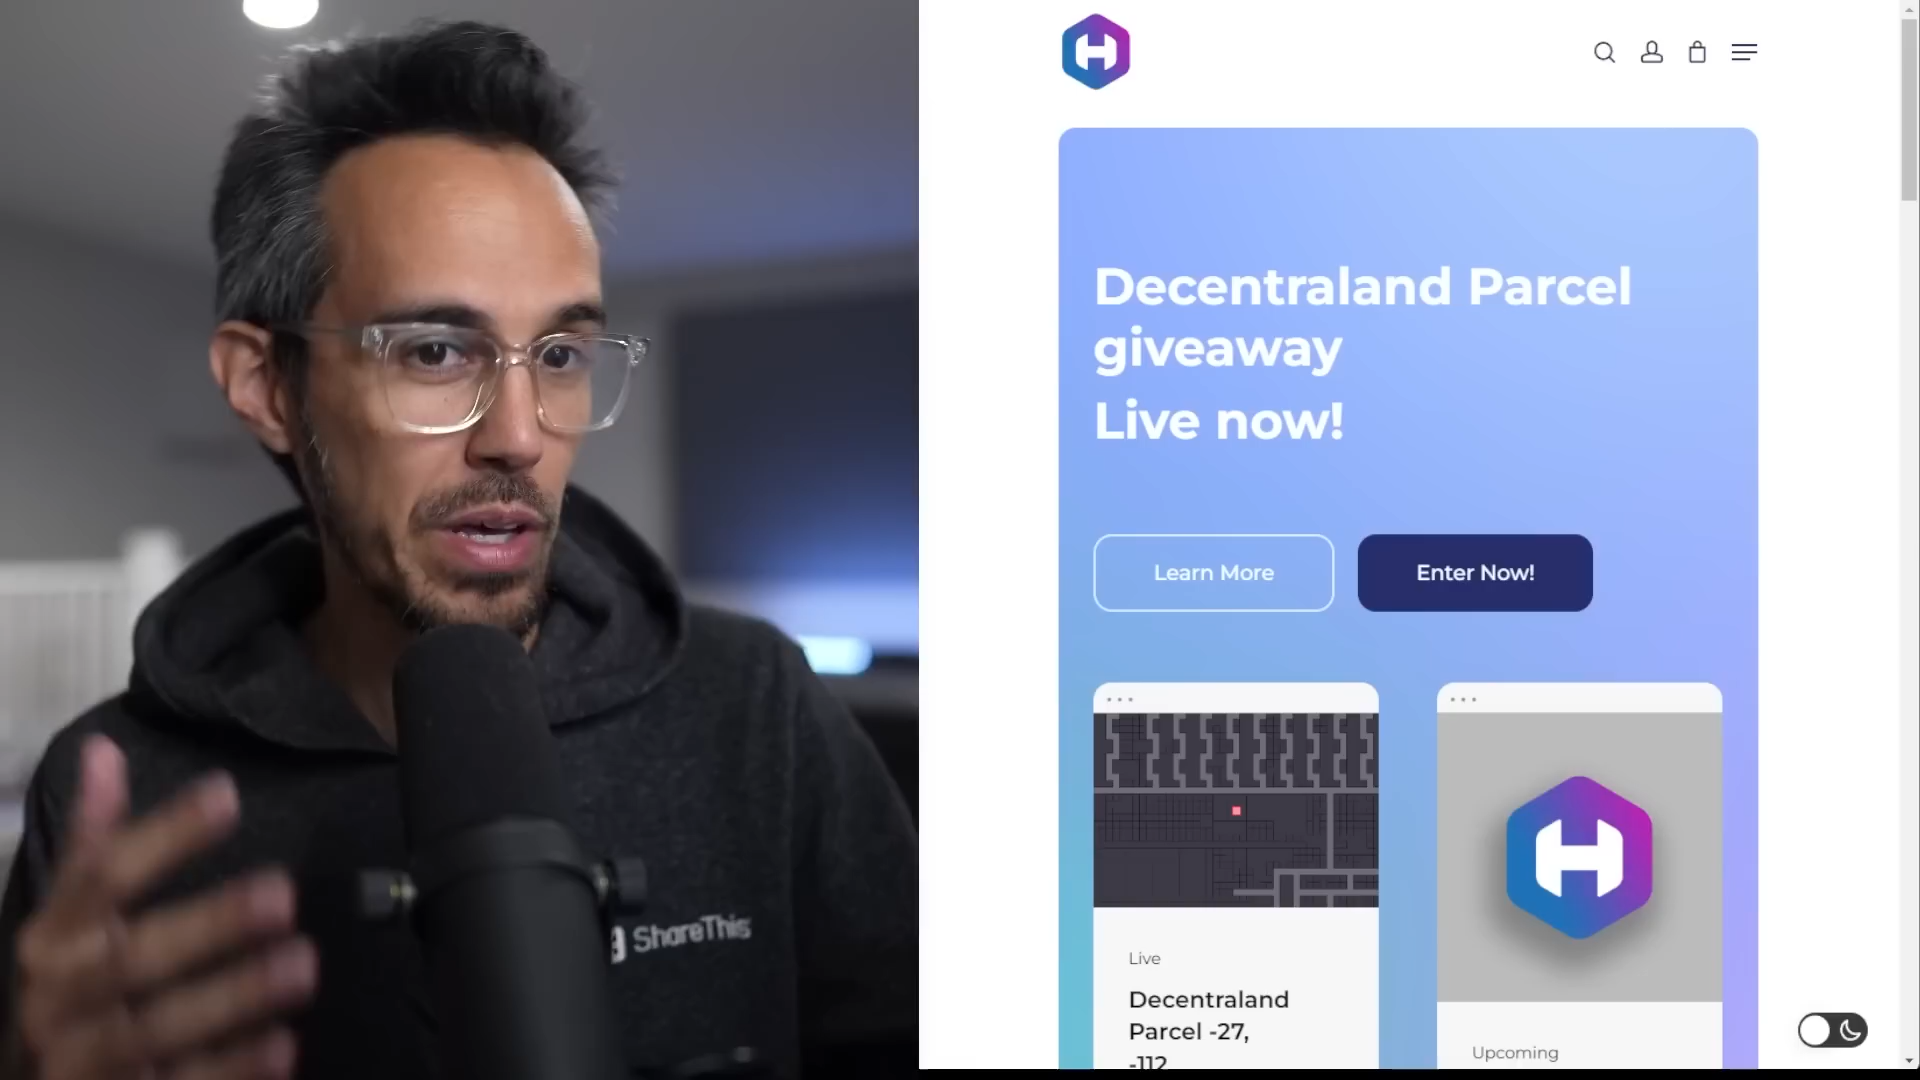 ShareThis
Decentraland Parcel
giveaway
Live now!
Learn More
Enter Now!
Live
Decentraland
Parcel -27,
-112
Upcoming